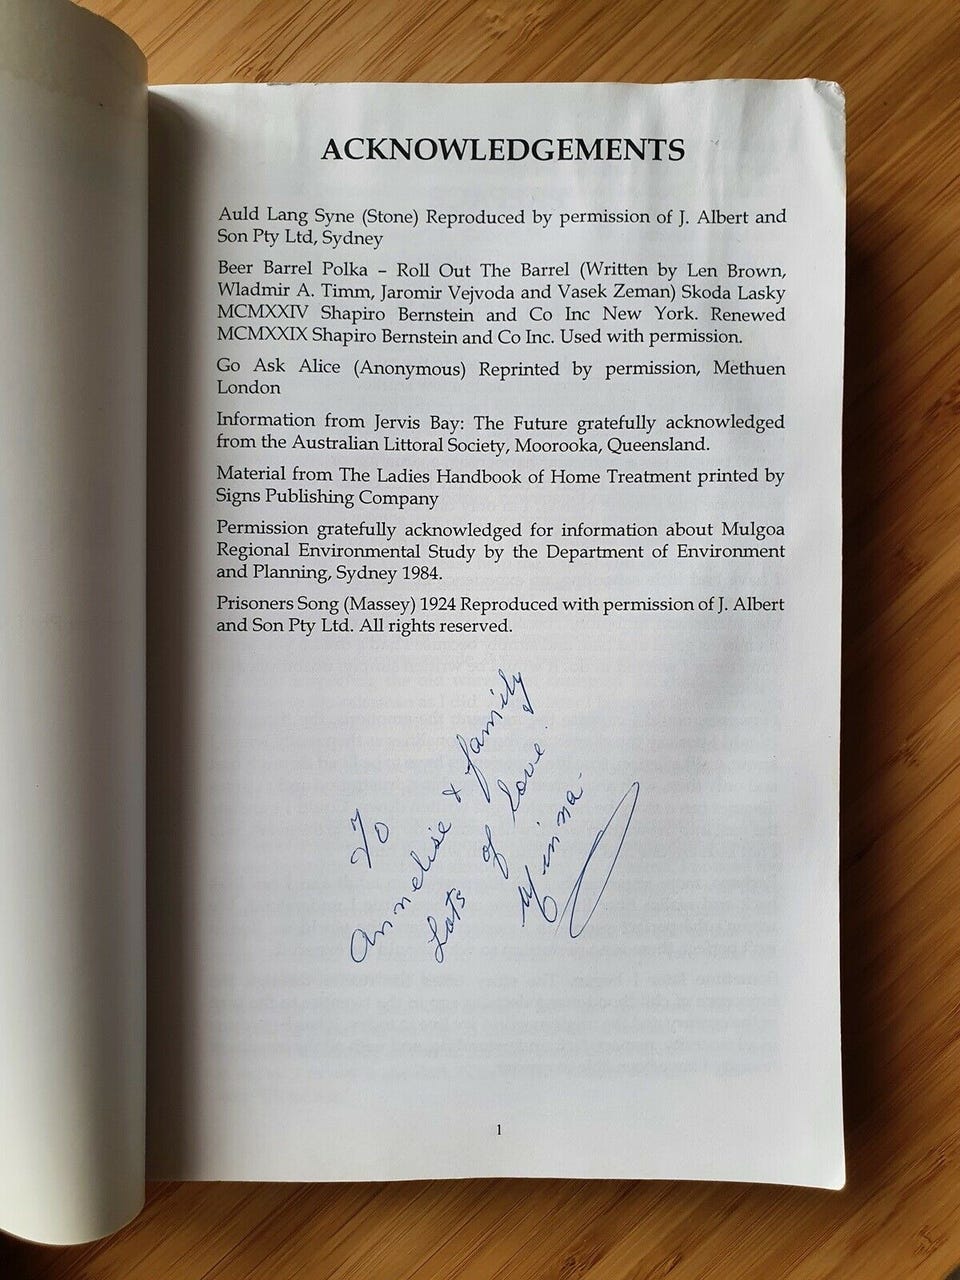 ACKNOWLEDGEMENTS
Auld Lang Syne (Stone) Reproduced by permission of J. Albert and
Son Pty Ltd, Sydney
Beer Barrel Polka – Roll Out The Barrel (Written by Len Brown,
Wladmir A. Timm, Jaromir Vejvoda and Vasek Zeman) Skoda Lasky
MCMXXIV Shapiro Bernstein and Co Inc New York. Renewed
MCMXXIX Shapiro Bernstein and Co Inc. Used with permission.
Go Ask Alice (Anonymous) Reprinted by permission, Methuen
London
Information from Jervis Bay: The Future gratefully acknowledged
from the Australian Littoral Society, Moorooka, Queensland.
Material from The Ladies Handbook of Home Treatment printed by
Signs Publishing Company
Permission gratefully acknowledged for information about Mulgoa
Regional Environmental Study by the Department of Environment
and Planning, Sydney 1984.
Prisoners Song (Massey) 1924 Reproduced with permission of J. Albert
and Son Pty Ltd. All rights reserved.
To
Annelise & family
Lots of love.
1